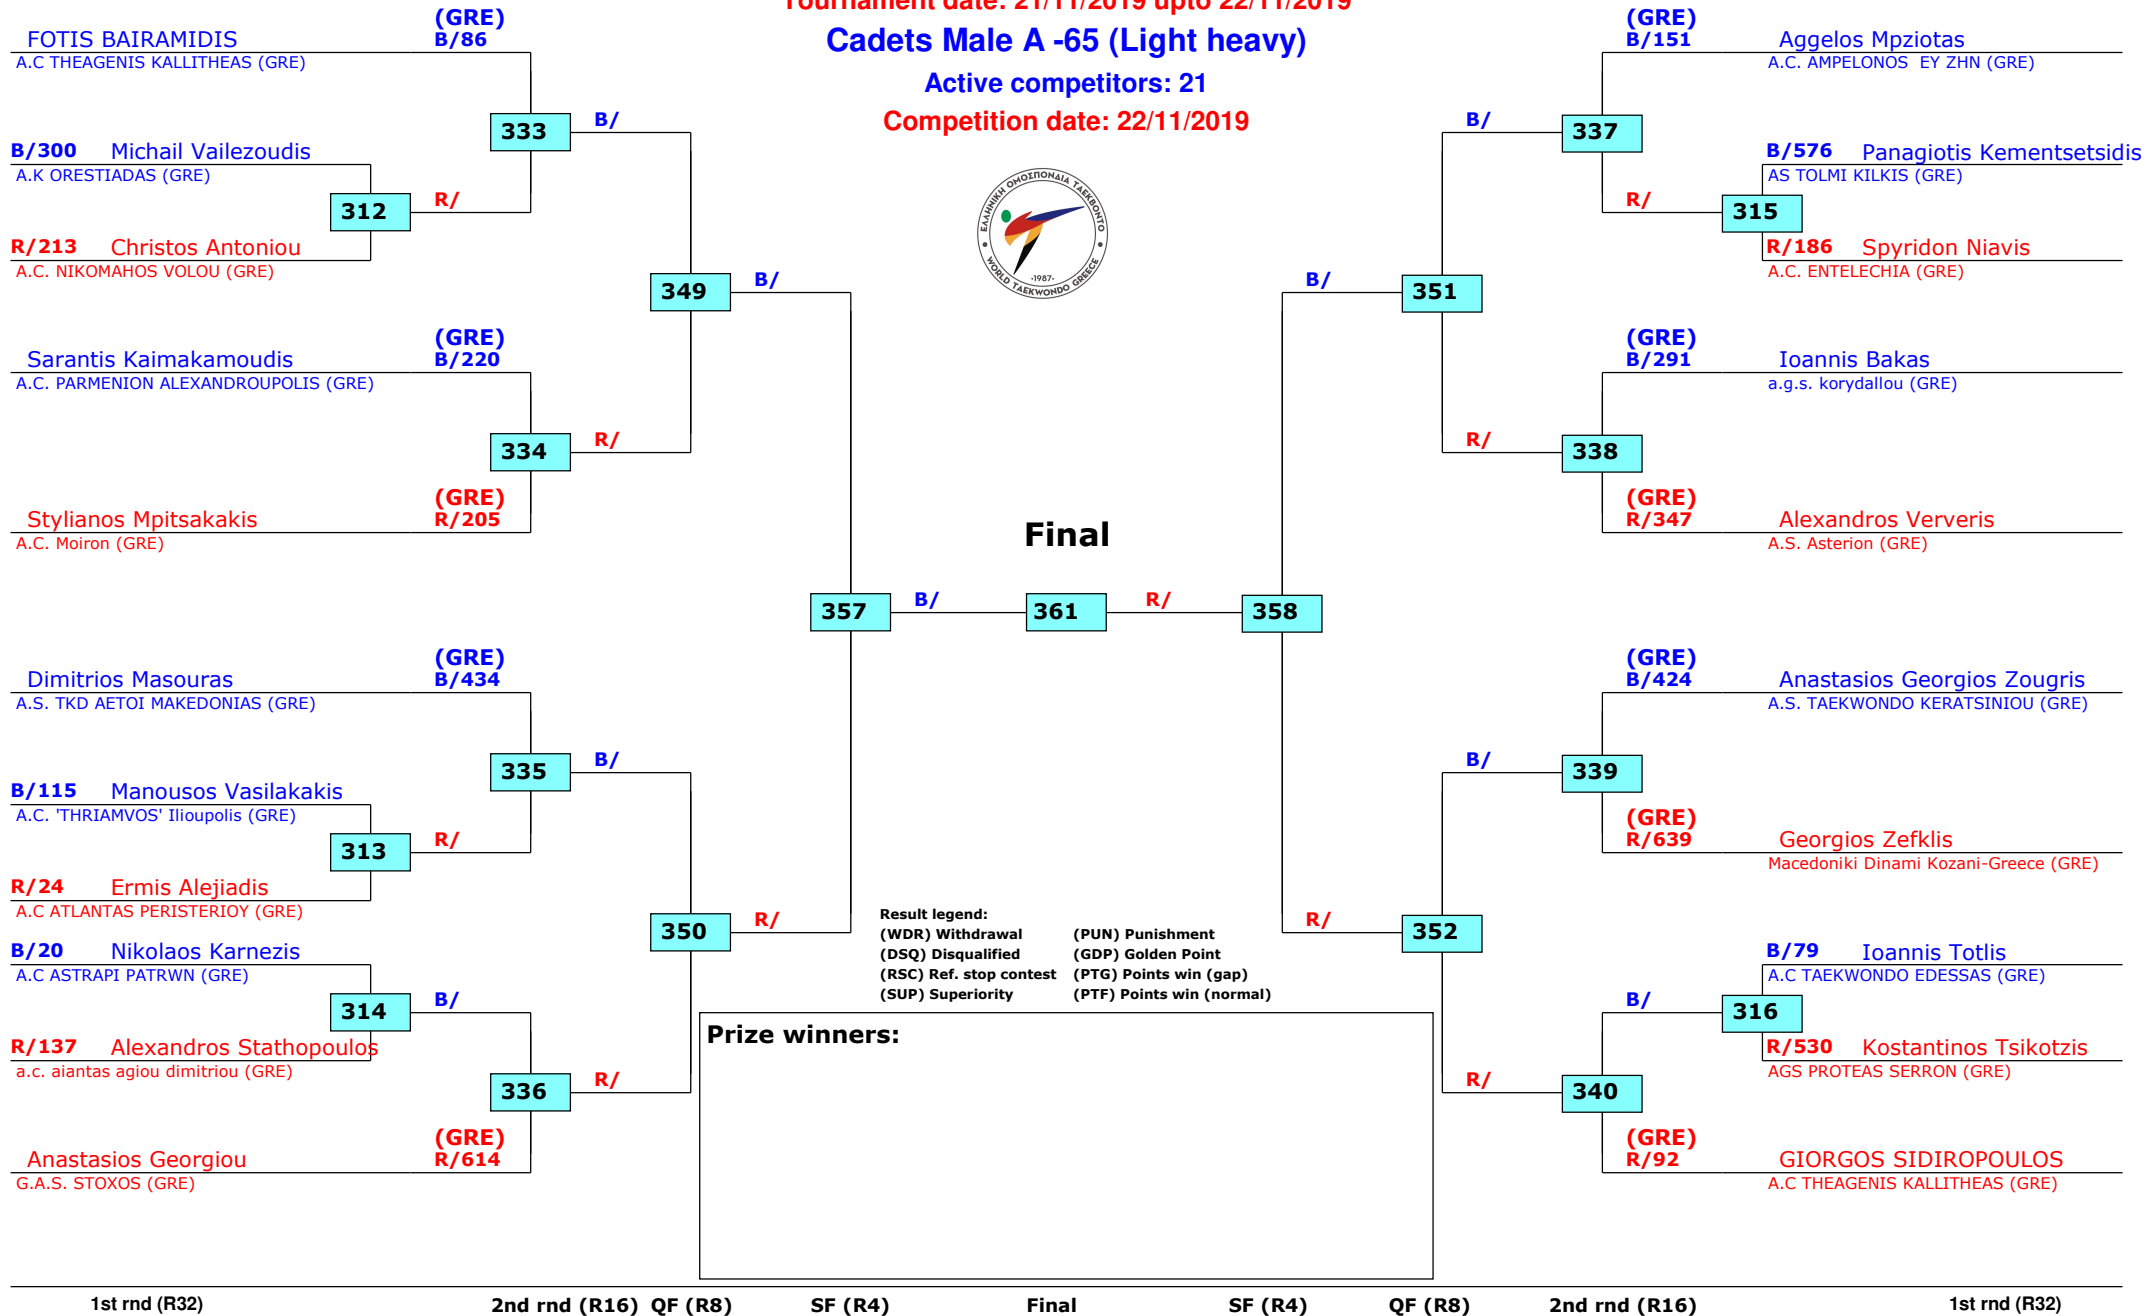 Tournament date: 21/11/2019 upto 22/11/2019
Cadets Male A -65 (Light heavy)
Active competitors: 21
Competition date: 22/11/2019
ΕΛΛΗΝΙΚΗ ΟΜΟΣΠΟΝΔΙΑ ΤΑΕΚΒΟΝΤΟ
·1987·
WORLD TAEKWONDO GREECE
(GRE)
FOTIS BAIRAMIDIS B/86
A.C THEAGENIS KALLITHEAS (GRE)
333 B/
B/300 Michail Vailezoudis
A.K ORESTIADAS (GRE)
312 R/
R/213 Christos Antoniou
A.C. NIKOMAHOS VOLOU (GRE)
349 B/
(GRE)
Sarantis Kaimakamoudis B/220
A.C. PARMENION ALEXANDROUPOLIS (GRE)
334 R/
(GRE)
Stylianos Mpitsakakis R/205
A.C. Moiron (GRE)
357 B/
(GRE)
Dimitrios Masouras B/434
A.S. TKD AETOI MAKEDONIAS (GRE)
335 B/
B/115 Manousos Vasilakakis
A.C. 'THRIAMVOS' Ilioupolis (GRE)
313 R/
R/24 Ermis Alejiadis
A.C ATLANTAS PERISTERIOY (GRE)
350 R/
B/20 Nikolaos Karnezis
A.C ASTRAPI PATRWN (GRE)
314 B/
R/137 Alexandros Stathopoulos
a.c. aiantas agiou dimitriou (GRE)
336 R/
(GRE)
Anastasios Georgiou R/614
G.A.S. STOXOS (GRE)
Final
361
(GRE)
B/151 Aggelos Mpziotas
A.C. AMPELONOS  EY ZHN (GRE)
B/ 337
B/576 Panagiotis Kementsetsidis
AS TOLMI KILKIS (GRE)
R/ 315
R/186 Spyridon Niavis
A.C. ENTELECHIA (GRE)
B/ 351
(GRE)
B/291 Ioannis Bakas
a.g.s. korydallou (GRE)
R/ 338
(GRE)
R/347 Alexandros Ververis
A.S. Asterion (GRE)
R/ 358
(GRE)
B/424 Anastasios Georgios Zougris
A.S. TAEKWONDO KERATSINIOU (GRE)
B/ 339
(GRE)
R/639 Georgios Zefklis
Macedoniki Dinami Kozani-Greece (GRE)
R/ 352
B/79 Ioannis Totlis
A.C TAEKWONDO EDESSAS (GRE)
B/ 316
R/530 Kostantinos Tsikotzis
AGS PROTEAS SERRON (GRE)
R/ 340
(GRE)
R/92 GIORGOS SIDIROPOULOS
A.C THEAGENIS KALLITHEAS (GRE)
Result legend:
(WDR) Withdrawal (PUN) Punishment
(DSQ) Disqualified (GDP) Golden Point
(RSC) Ref. stop contest (PTG) Points win (gap)
(SUP) Superiority (PTF) Points win (normal)
Prize winners:
1st rnd (R32) 2nd rnd (R16) QF (R8) SF (R4) Final SF (R4) QF (R8) 2nd rnd (R16) 1st rnd (R32)